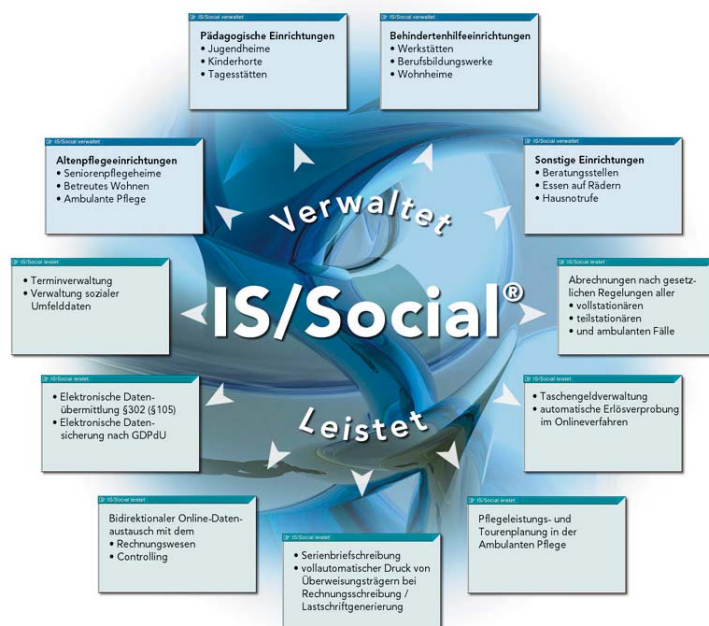 IS/Social verwaltet
Pädagogische Einrichtungen
• Jugendheime
• Kinderhorte
• Tagesstätten
IS/Social verwaltet
Behindertenhilfeeinrichtungen
• Werkstätten
• Berufsbildungswerke
• Wohnheime
IS/Social verwaltet
Altenpflegeeinrichtungen
• Seniorenpflegeheime
• Betreutes Wohnen
• Ambulante Pflege
IS/Social verwaltet
Sonstige Einrichtungen
• Beratungsstellen
• Essen auf Rädern
• Hausnotrufe
Verwaltet
IS/Social®
Leistet
IS/Social leistet
• Terminverwaltung
• Verwaltung sozialer
Umfelddaten
IS/Social leistet
Abrechnungen nach gesetz-
lichen Regelungen aller
• vollstationären
• teilstationären
• und ambulanten Fälle
IS/Social leistet
• Elektronische Daten-
übermittlung §302 (§105)
• Elektronische Daten-
sicherung nach GDPdU
IS/Social leistet
• Taschengeldverwaltung
• automatische Erlösverprobung
im Onlineverfahren
IS/Social leistet
Bidirektionaler Online-Daten-
austausch mit dem
• Rechnungswesen
• Controlling
IS/Social leistet
• Serienbriefschreibung
• vollautomatischer Druck von
Überweisungsträgern bei
Rechnungsschreibung /
Lastschriftgenerierung
IS/Social leistet
Pflegeleistungs- und
Tourenplanung in der
Ambulanten Pflege